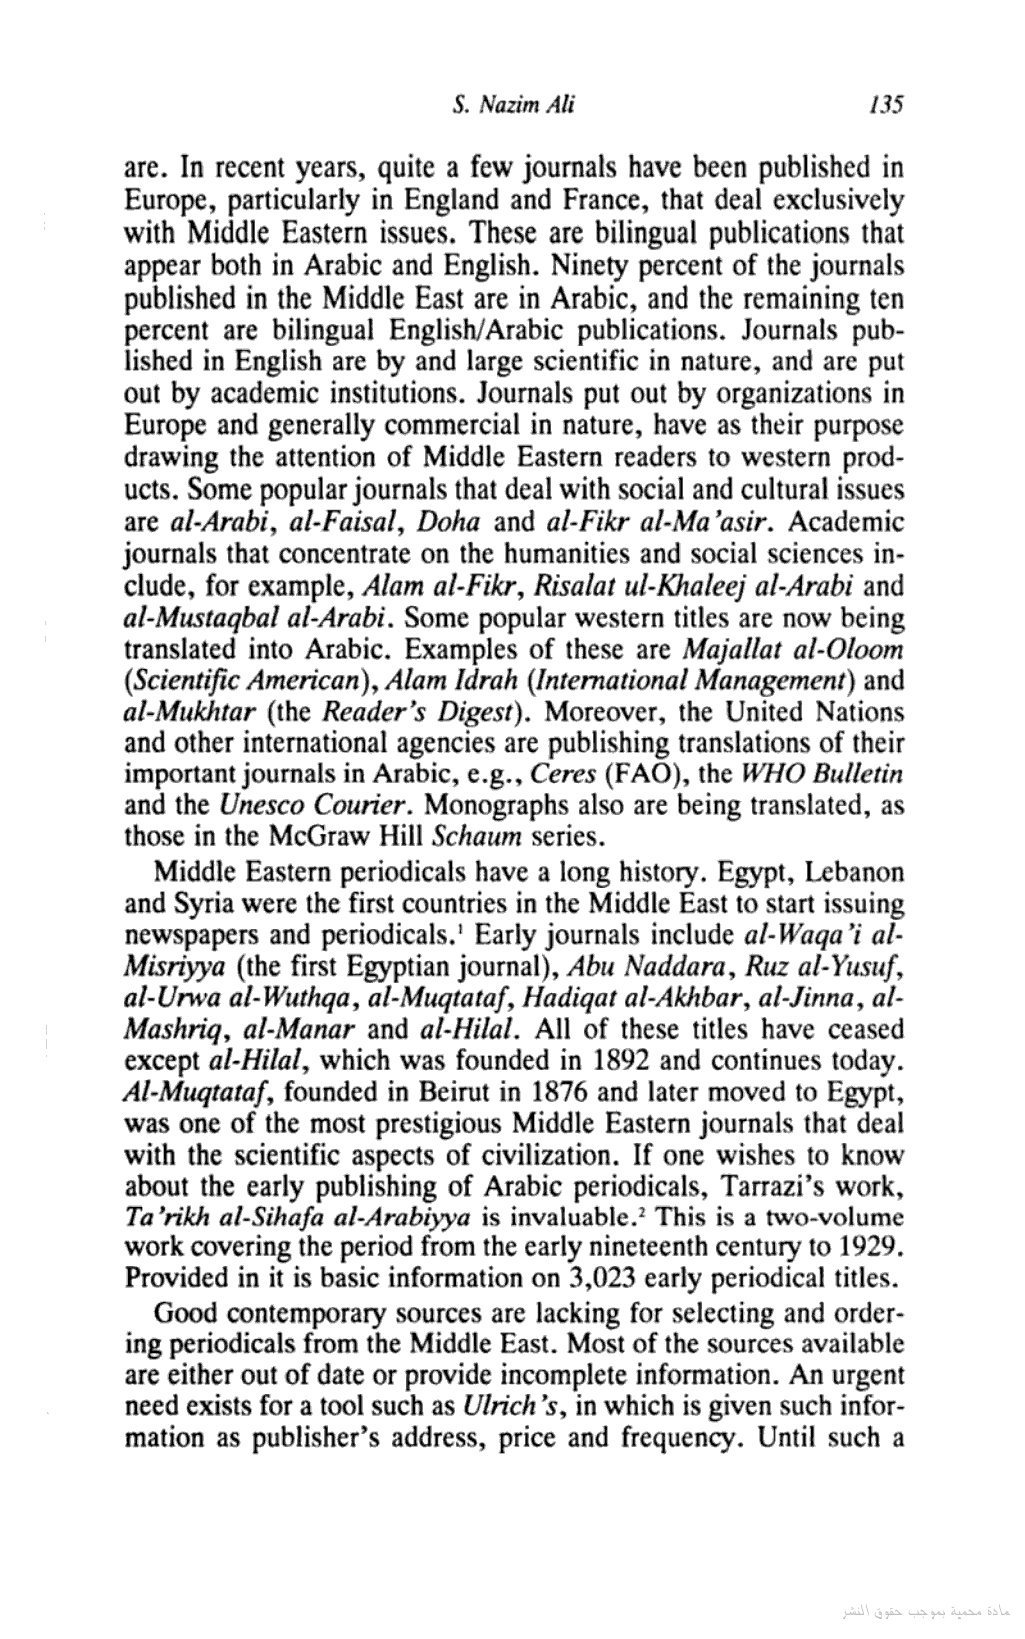 S. Nazim Ali 135
are. In recent years, quite a few journals have been published in
Europe, particularly in England and France, that deal exclusively
with Middle Eastern issues. These are bilingual publications that
appear both in Arabic and English. Ninety percent of the journals
published in the Middle East are in Arabic, and the remaining ten
percent are bilingual English/Arabic publications. Journals pub-
lished in English are by and large scientific in nature, and are put
out by academic institutions. Journals put out by organizations in
Europe and generally commercial in nature, have as their purpose
drawing the attention of Middle Eastern readers to western prod-
ucts. Some popular journals that deal with social and cultural issues
are al-Arabi, al-Faisal, Doha and al-Fikr al-Ma'asir. Academic
journals that concentrate on the humanities and social sciences in-
clude, for example, Alam al-Fikr, Risalat ul-Khaleej al-Arabi and
al-Mustaqbal al-Arabi. Some popular western titles are now being
translated into Arabic. Examples of these are Majallat al-Oloom
(Scientific American), Alam Idrah (International Management) and
al-Mukhtar (the Reader's Digest). Moreover, the United Nations
and other international agencies are publishing translations of their
important journals in Arabic, e.g., Ceres (FAO), the WHO Bulletin
and the Unesco Courier. Monographs also are being translated, as
those in the McGraw Hill Schaum series.
Middle Eastern periodicals have a long history. Egypt, Lebanon
and Syria were the first countries in the Middle East to start issuing
newspapers and periodicals.¹ Early journals include al-Waqa'i al-
Misriyya (the first Egyptian journal), Abu Naddara, Ruz al-Yusuf,
al-Urwa al-Wuthqa, al-Muqtataf, Hadiqat al-Akhbar, al-Jinna, al-
Mashriq, al-Manar and al-Hilal. All of these titles have ceased
except al-Hilal, which was founded in 1892 and continues today.
Al-Muqtataf, founded in Beirut in 1876 and later moved to Egypt,
was one of the most prestigious Middle Eastern journals that deal
with the scientific aspects of civilization. If one wishes to know
about the early publishing of Arabic periodicals, Tarrazi's work,
Ta'rikh al-Sihafa al-Arabiyya is invaluable.² This is a two-volume
work covering the period from the early nineteenth century to 1929.
Provided in it is basic information on 3,023 early periodical titles.
Good contemporary sources are lacking for selecting and order-
ing periodicals from the Middle East. Most of the sources available
are either out of date or provide incomplete information. An urgent
need exists for a tool such as Ulrich's, in which is given such infor-
mation as publisher's address, price and frequency. Until such a
مادة محمية بموجب حقوق النشر